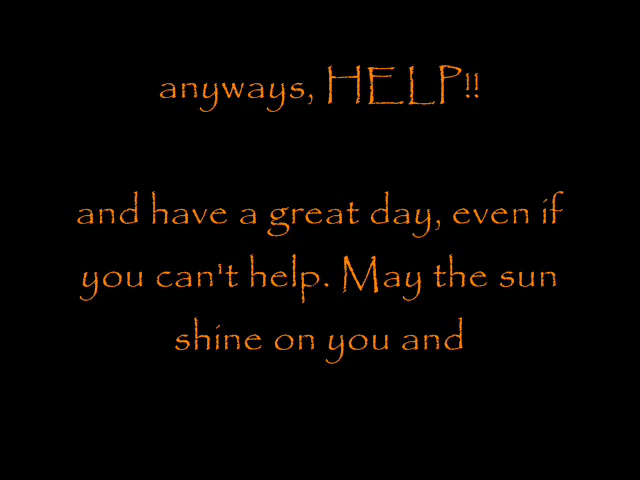 anyways, HELP!!
and have a great day, even if
you can't help. May the sun
shine on you and